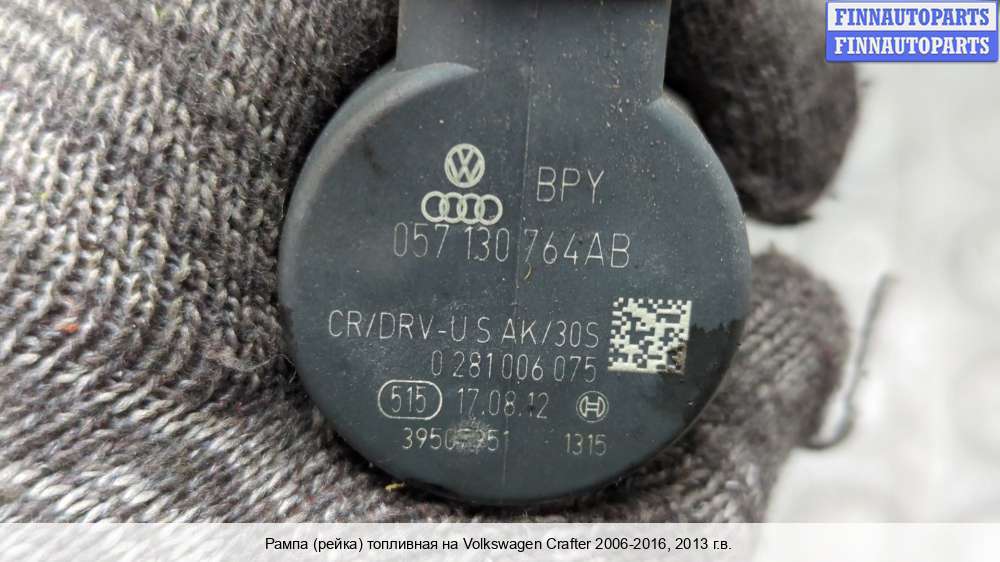 FINNAUTOPARTS
FINNAUTOPARTS
BPY.
057 130 764AB
CR/DRV-U S AK/30S
0 281 006 075
515 17.08.12
1315
Рампа (рейка) топливная на Volkswagen Crafter 2006-2016, 2013 г.в.